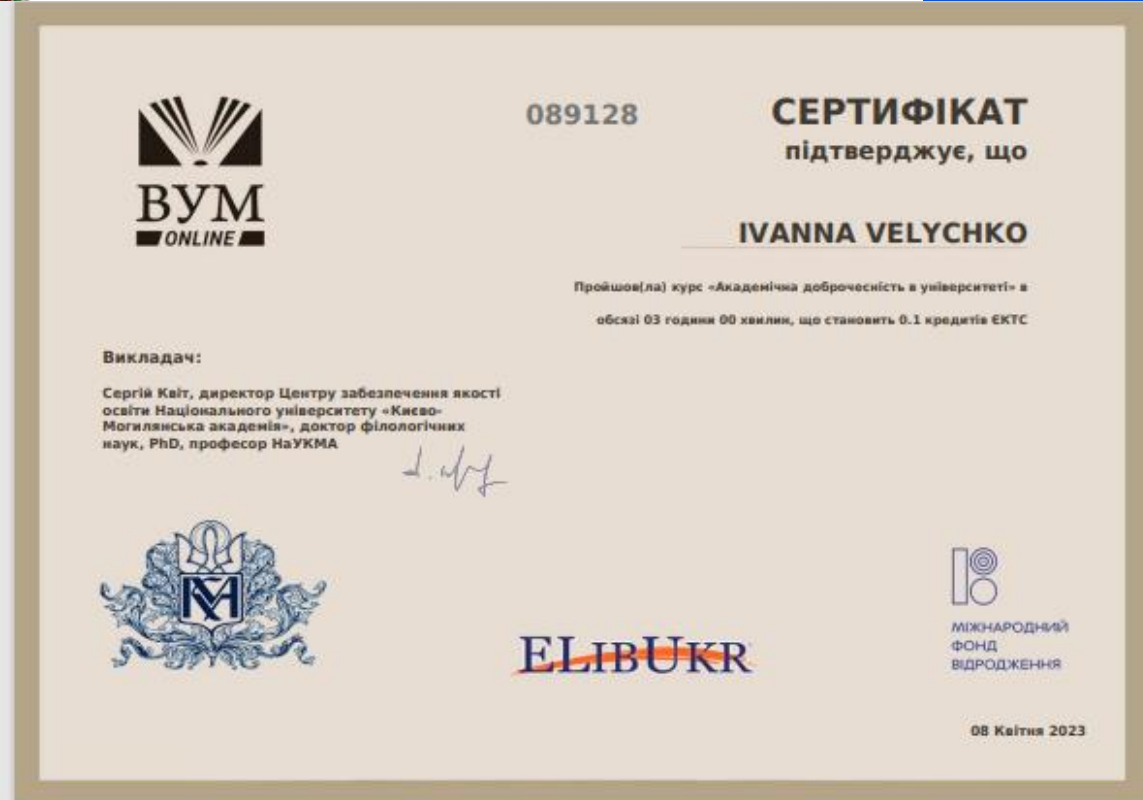 ВУМ
ONLINE
089128
СЕРТИФІКАТ
підтверджує, що
IVANNA VELYCHKO
Пройшов(ла) курс «Академічна доброчесність в університеті» в
обсязі 03 години 00 хвилин, що становить 0.1 кредитів ЄКТС
Викладач:
Сергій Квіт, директор Центру забезпечення якості
освіти Національного університету «Києво-
Могилянська академія», доктор філологічних
наук, PhD, професор НаУКМА
ELIBUKR
МІЖНАРОДНИЙ
ФОНД
ВІДРОДЖЕННЯ
08 Квітня 2023